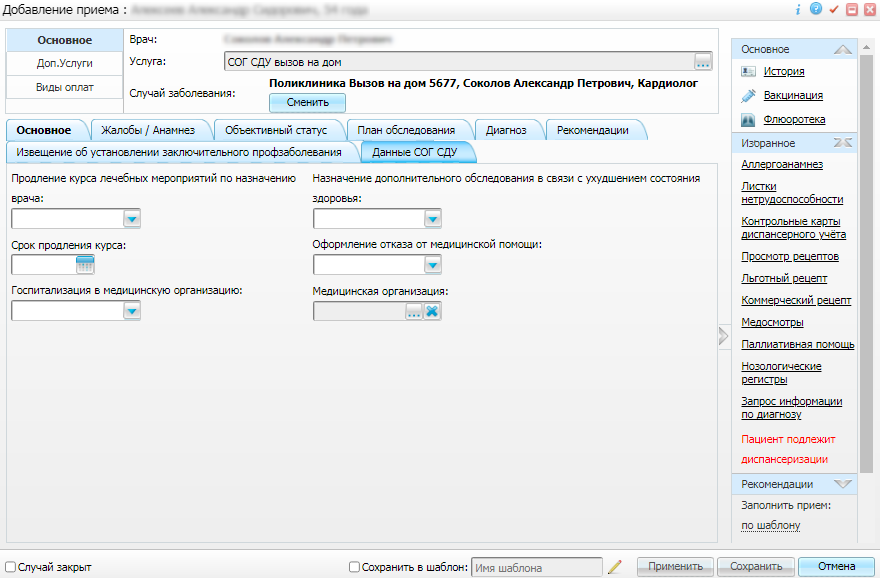 Добавление приема :
Основное
Доп.Услуги
Виды оплат
Врач:
Услуга:
СОГ СДУ вызов на дом
...
Случай заболевания:
Поликлиника Вызов на дом 5677, Соколов Александр Петрович, Кардиолог
Сменить
Основное
Жалобы / Анамнез
Объективный статус
План обследования
Диагноз
Рекомендации
Извещение об установлении заключительного профзаболевания
Данные СОГ СДУ
Продление курса лечебных мероприятий по назначению
врача:
Назначение дополнительного обследования в связи с ухудшением состояния
здоровья:
Срок продления курса:
Оформление отказа от медицинской помощи:
Госпитализация в медицинскую организацию:
Медицинская организация:
...
Основное
История
Вакцинация
Флюоротека
Избранное
Аллергоанамнез
Листки
нетрудоспособности
Контрольные карты
диспансерного учёта
Просмотр рецептов
Льготный рецепт
Коммерческий рецепт
Медосмотры
Паллиативная помощь
Нозологические
регистры
Запрос информации
по диагнозу
Пациент подлежит
диспансеризации
Рекомендации
Заполнить прием:
по шаблону
Случай закрыт
Сохранить в шаблон:
Имя шаблона
Применить
Сохранить
Отмена